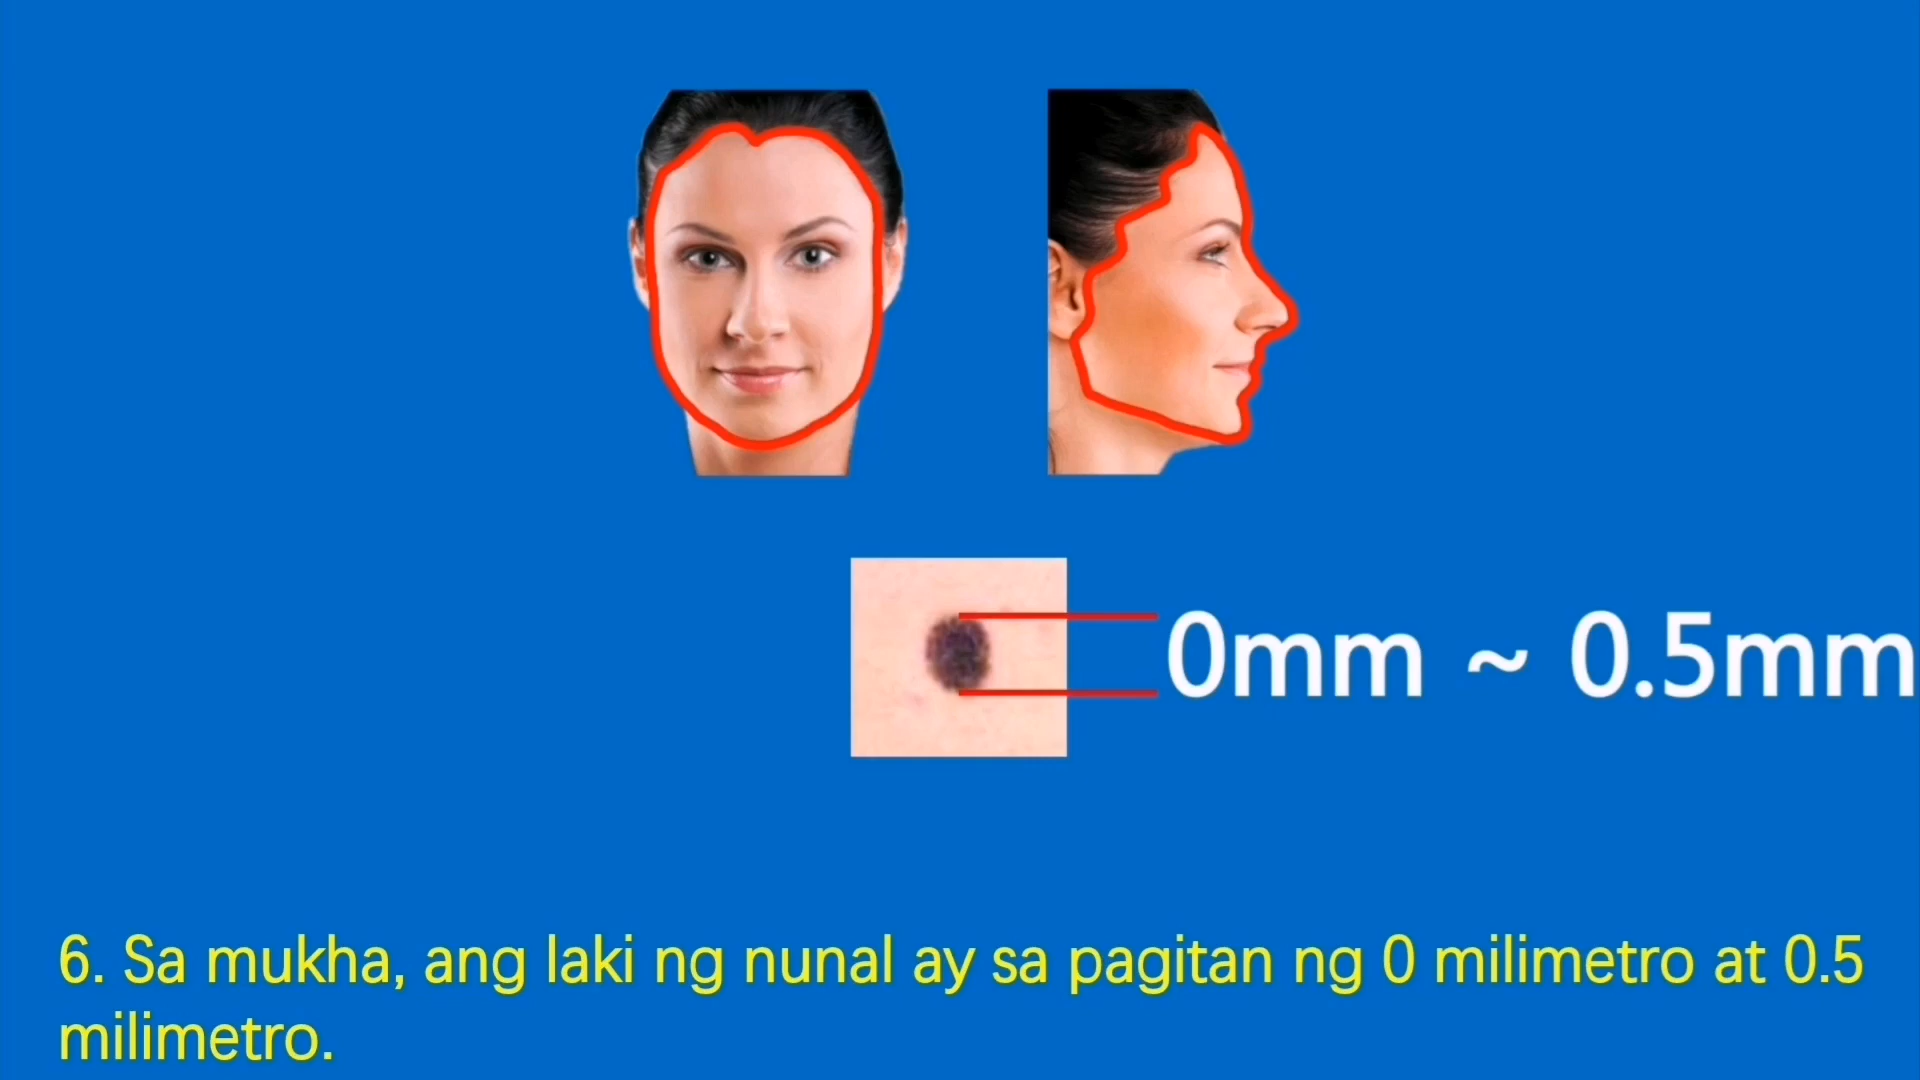 0mm ~ 0.5mm
6. Sa mukha, ang laki ng nunal ay sa pagitan ng 0 milimetro at 0.5
milimetro.